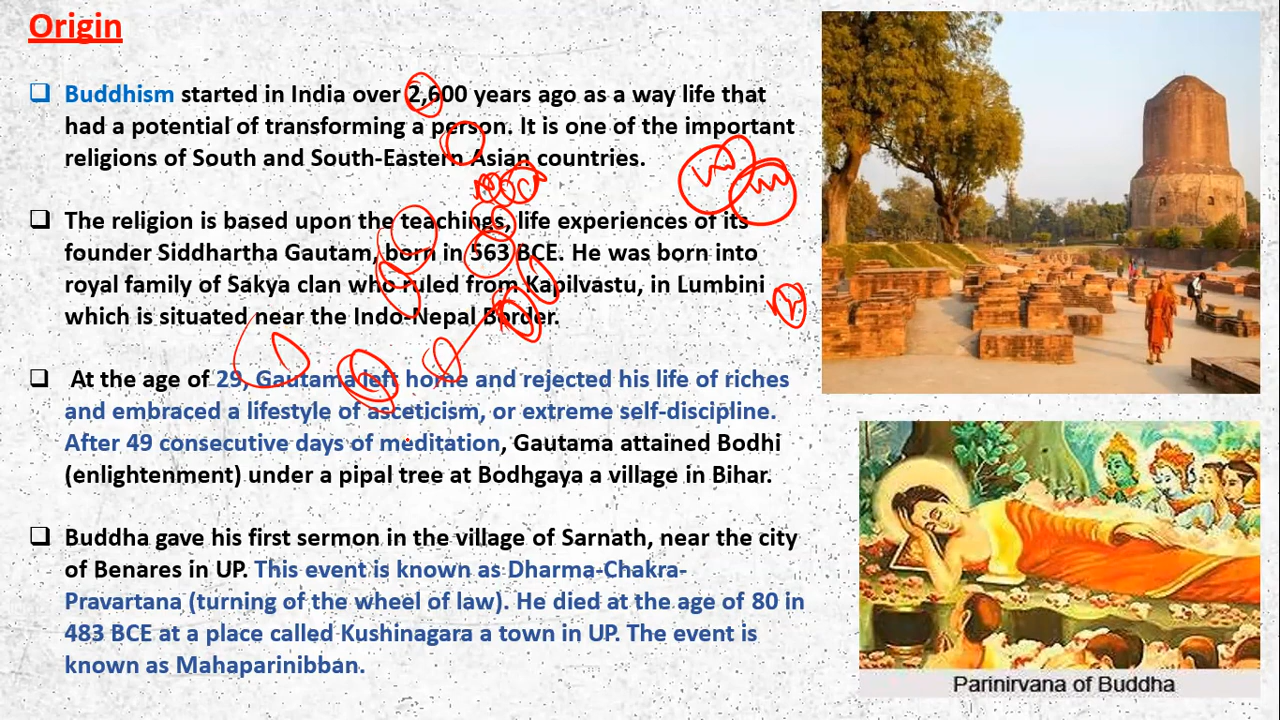 Origin
Buddhism started in India over 2,600 years ago as a way life that
had a potential of transforming a person. It is one of the important
religions of South and South-Eastern Asian countries.
The religion is based upon the teachings, life experiences of its
founder Siddhartha Gautam, born in 563 BCE. He was born into
royal family of Sakya clan who ruled from Kapilvastu, in Lumbini
which is situated near the Indo-Nepal Border.
At the age of 29, Gautama left home and rejected his life of riches
and embraced a lifestyle of asceticism, or extreme self-discipline.
After 49 consecutive days of meditation, Gautama attained Bodhi
(enlightenment) under a pipal tree at Bodhgaya a village in Bihar.
Buddha gave his first sermon in the village of Sarnath, near the city
of Benares in UP. This event is known as Dharma-Chakra-
Pravartana (turning of the wheel of law). He died at the age of 80 in
483 BCE at a place called Kushinagara a town in UP. The event is
known as Mahaparinibban.
Parinirvana of Buddha